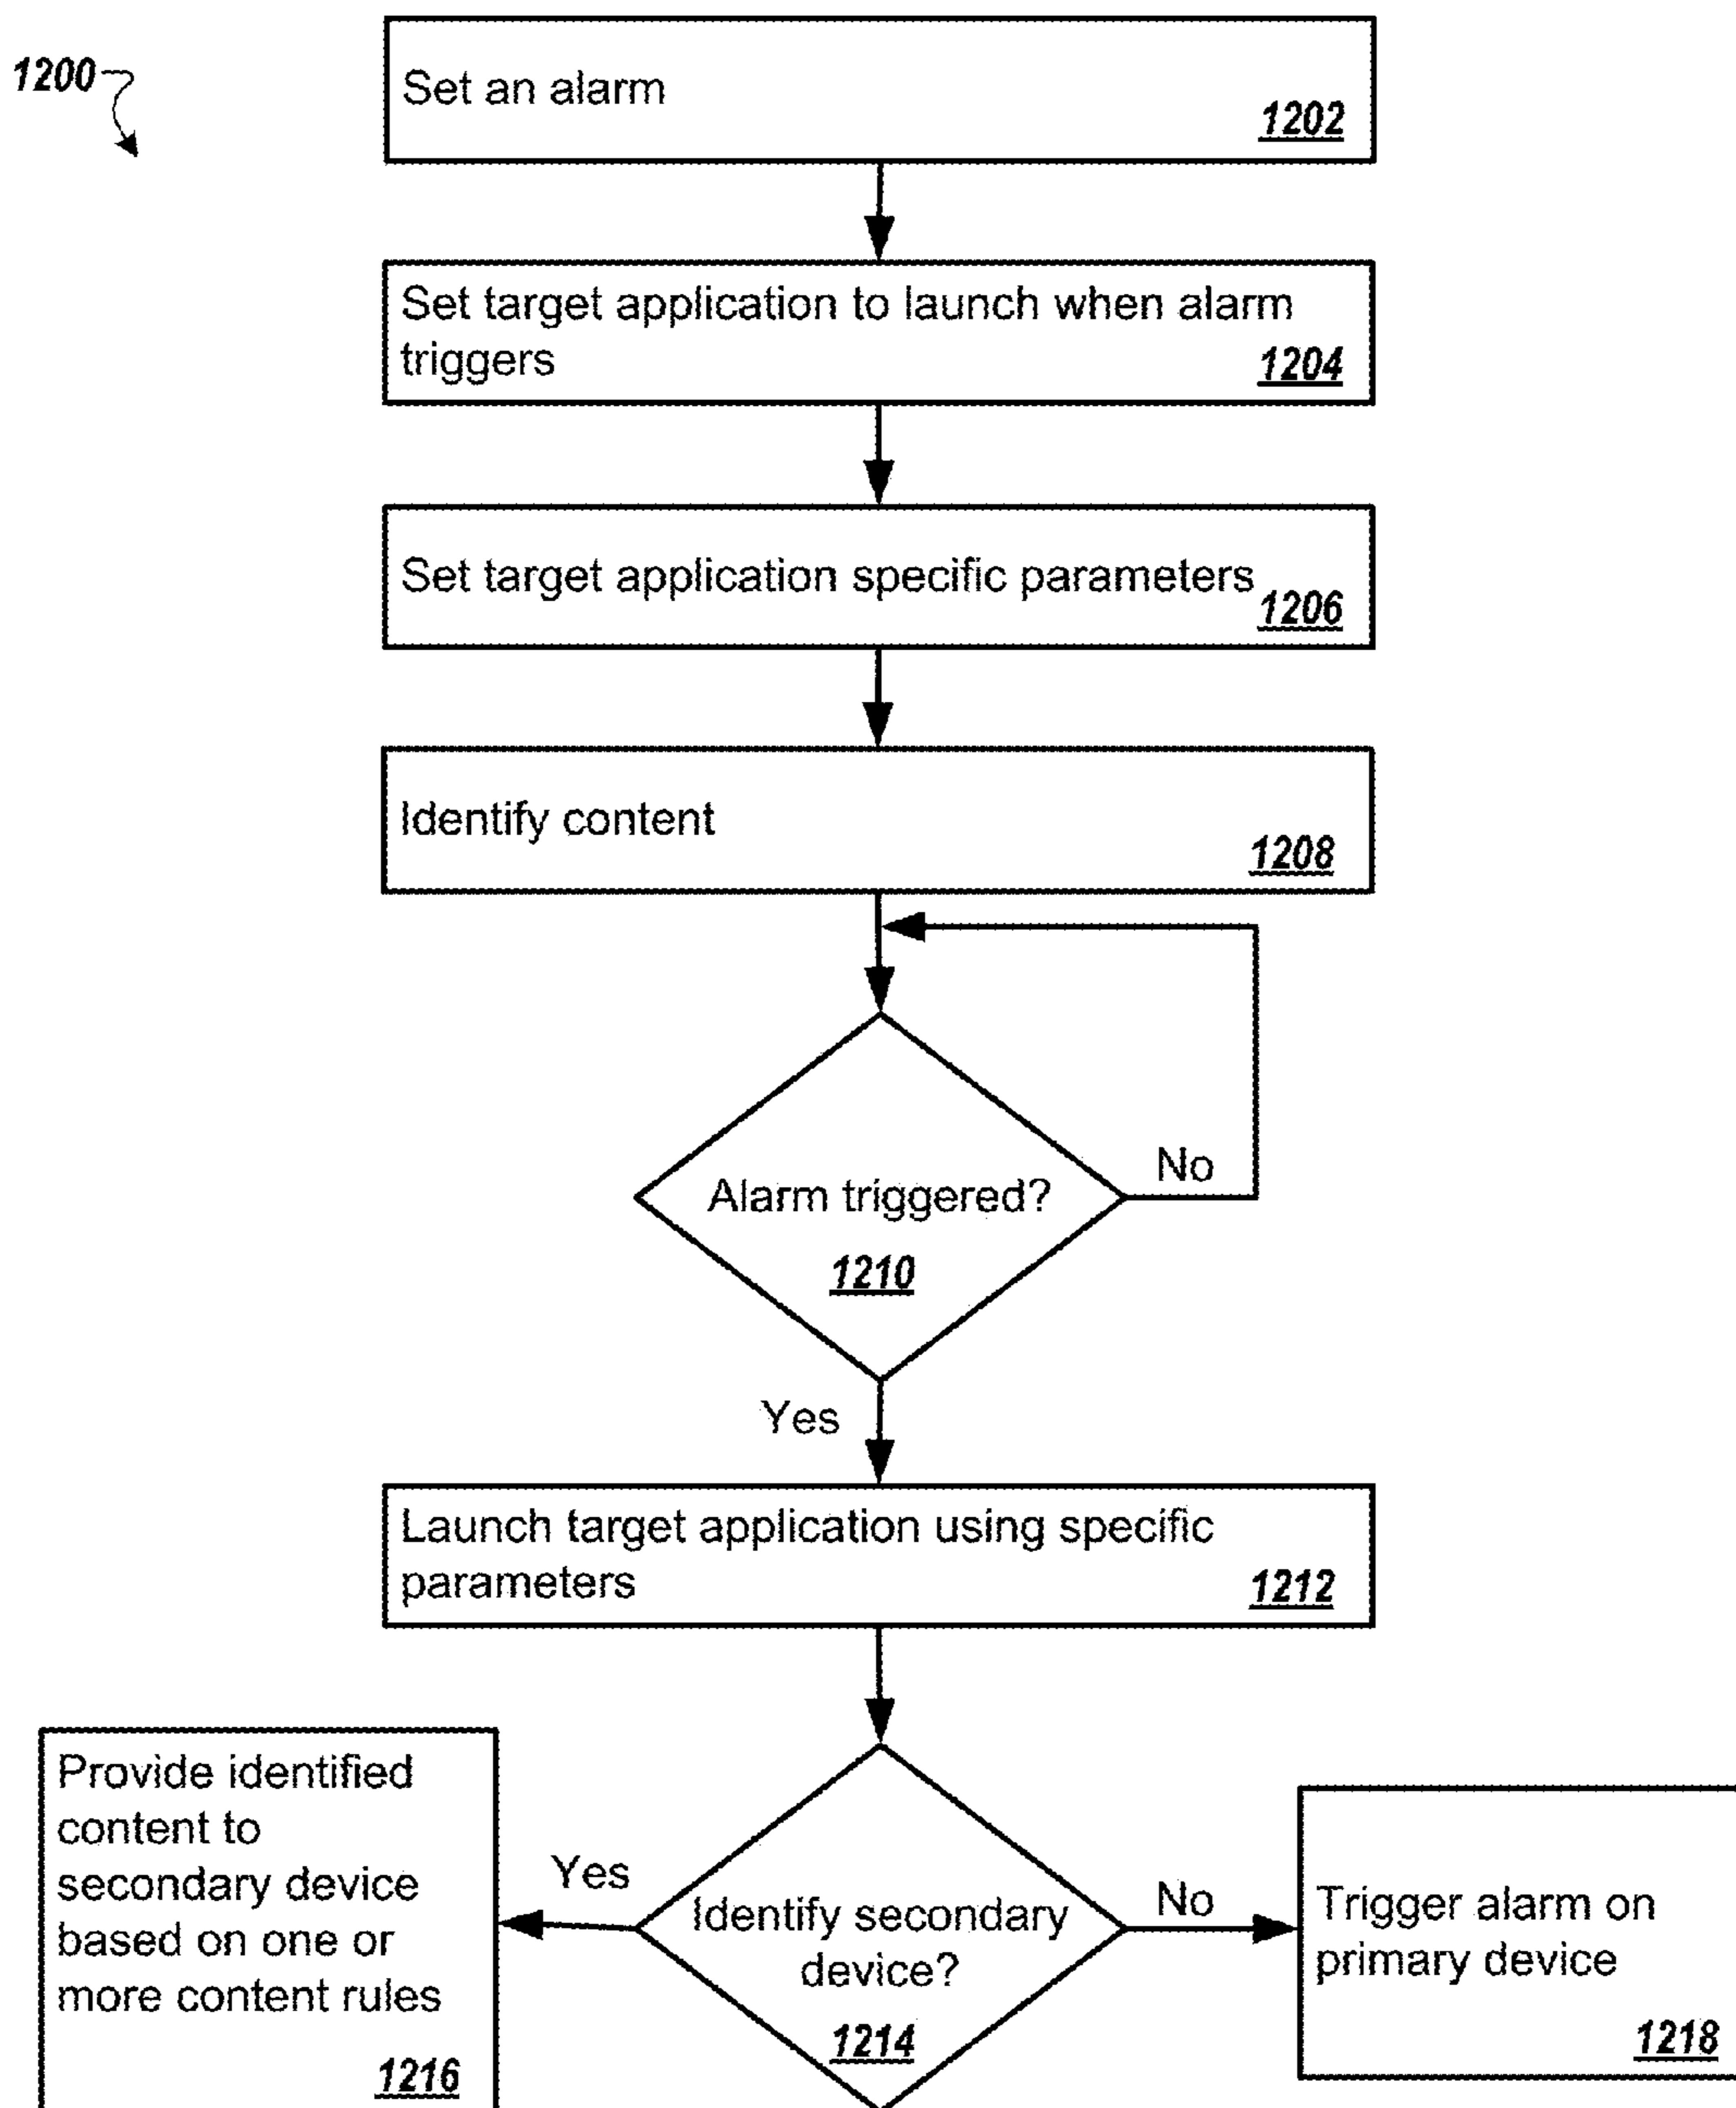 1200
Set an alarm
1202
Set target application to launch when alarm
triggers
1204
Set target application specific parameters
1206
Identify content
1208
No
Alarm triggered?
1210
Yes
Launch target application using specific
parameters
1212
Provide identified
content to
secondary device
based on one or
more content rules
1216
Yes
Identify secondary
device?
1214
No
Trigger alarm on
primary device
1218